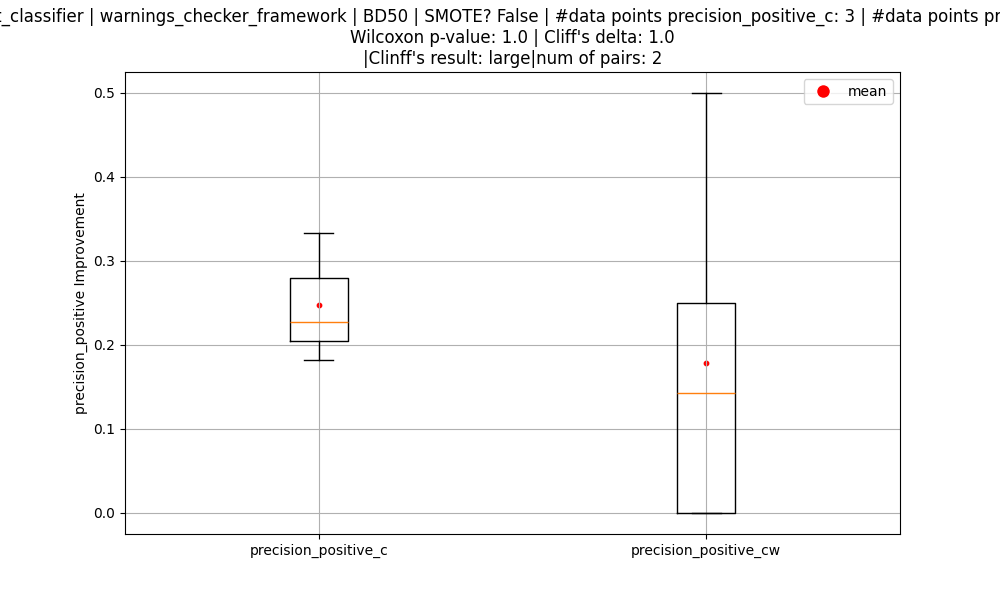 _classifier | warnings_checker_framework | BD50 | SMOTE? False | #data points precision_positive_c: 3 | #data points
Wilcoxon p-value: 1.0 | Cliff's delta: 1.0
|Clinff's result: large|num of pairs: 2
mean
0.5
0.4
0.3
0.2
0.1
0.0
precision_positive Improvement
precision_positive_c
precision_positive_cw